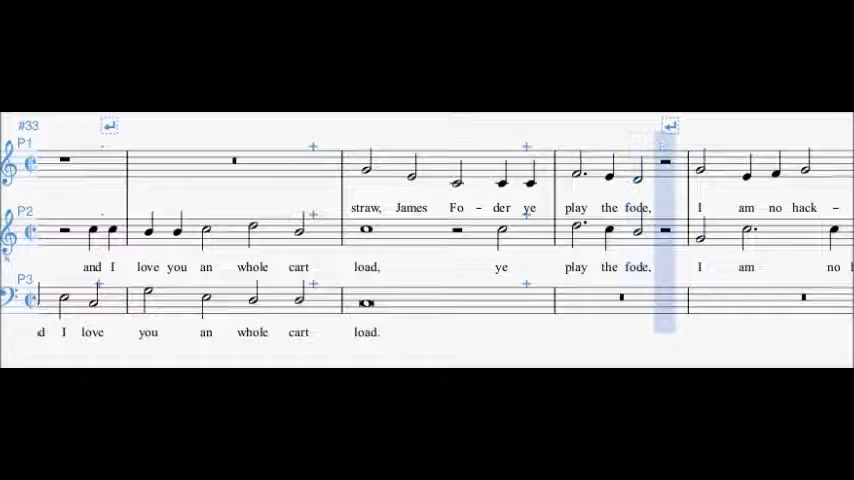 #33
P1
straw, James Fo - der ye play the fode, I am no hack -
P2
and I love you an whole cart load, ye play the fode, I am no
P3
I love you an whole cart load.